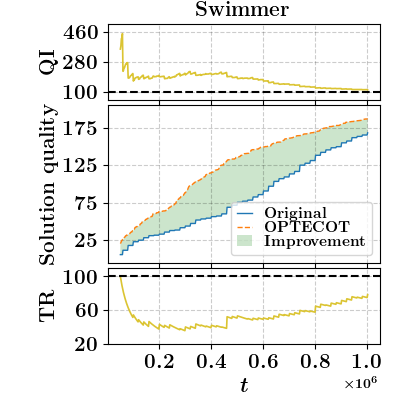 Swimmer
460
280
100
QI
175
125
75
25
Solution quality
Original
OPTECOT
Improvement
100
60
20
TR
0.2 0.4 0.6 0.8 1.0
t
×10⁶